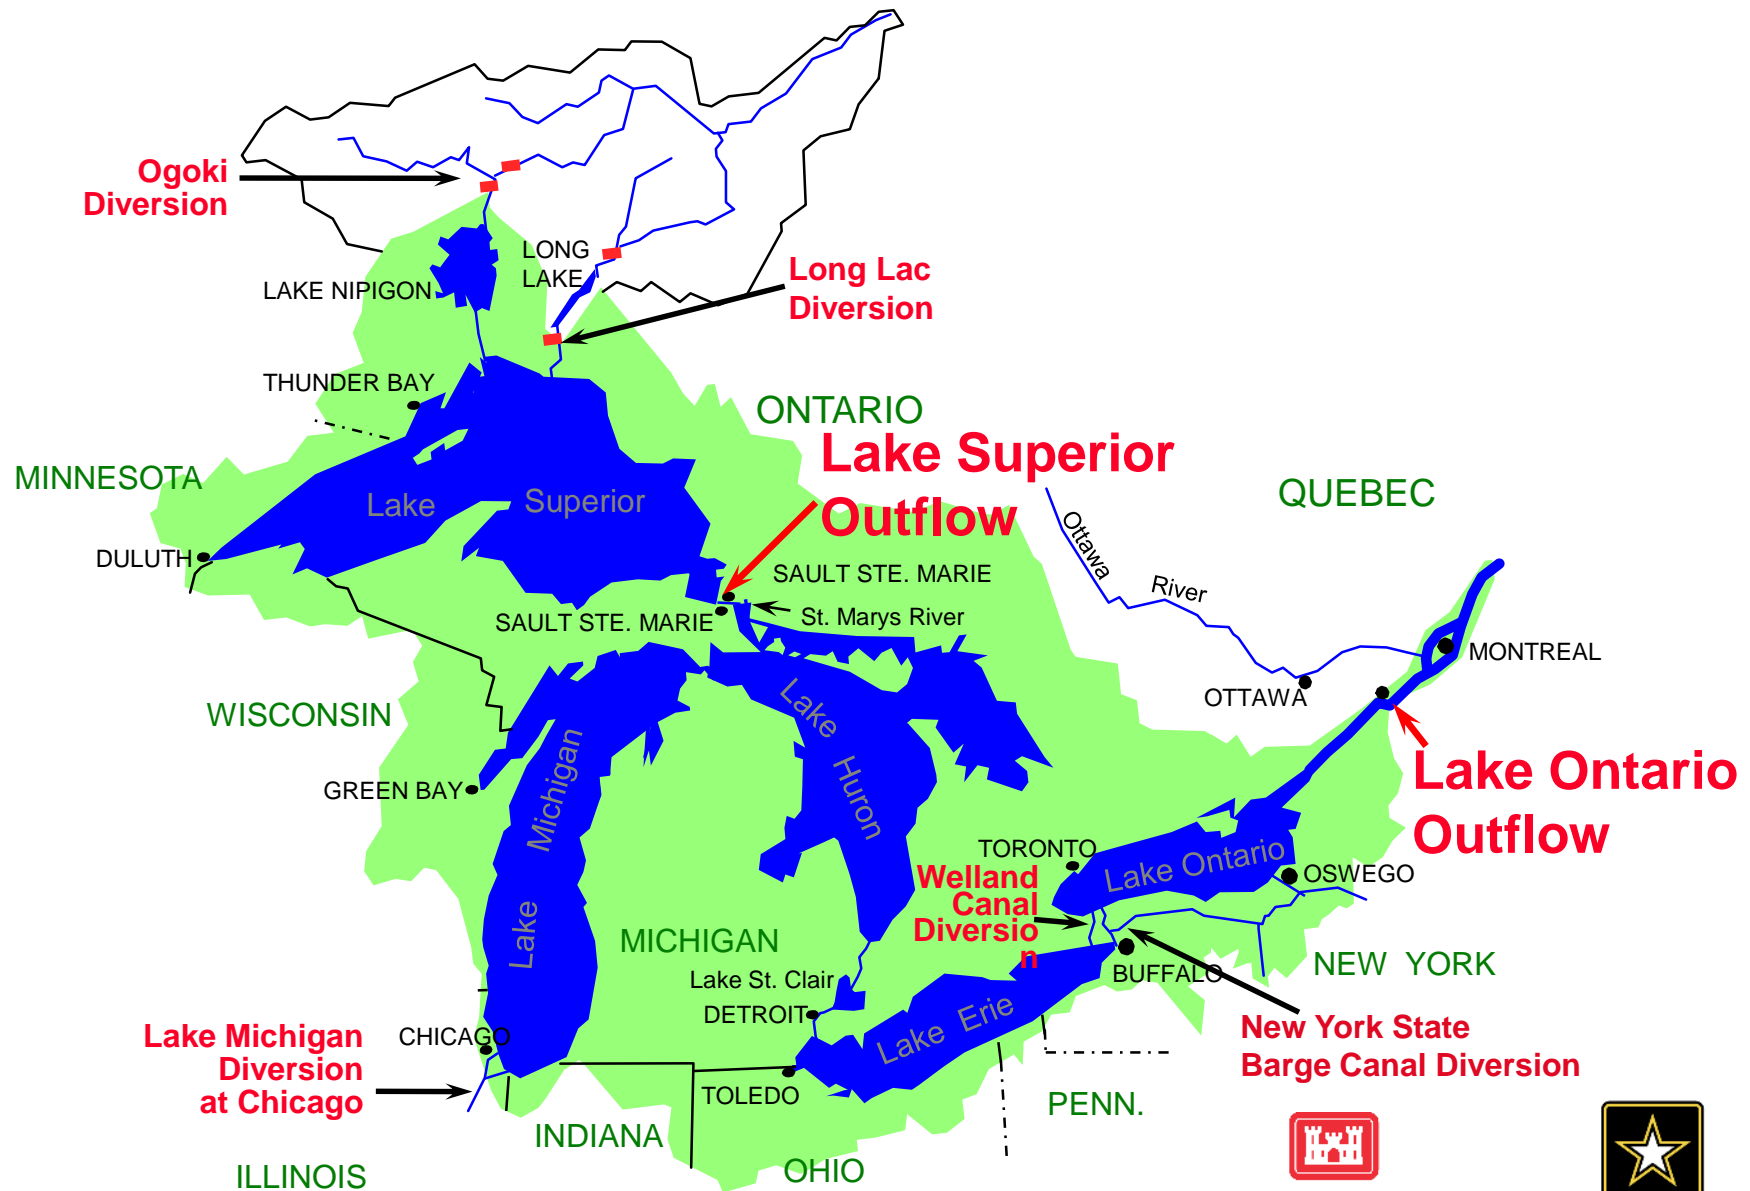 Ogoki
Diversion
LONG
LAKE
LAKE NIPIGON
Long Lac
Diversion
THUNDER BAY
ONTARIO
Lake Superior
Outflow
MINNESOTA
QUEBEC
Lake Superior
Ottawa River
DULUTH
SAULT STE. MARIE
St. Marys River
SAULT STE. MARIE
MONTREAL
OTTAWA
WISCONSIN
Lake Huron
Lake Michigan
Lake Ontario
Outflow
GREEN BAY
TORONTO
Lake Ontario
OSWEGO
Welland
Canal
Diversio
n
MICHIGAN
BUFFALO
NEW YORK
Lake St. Clair
DETROIT
Lake Erie
New York State
Barge Canal Diversion
Lake Michigan
Diversion
at Chicago
CHICAGO
TOLEDO
PENN.
INDIANA
OHIO
ILLINOIS